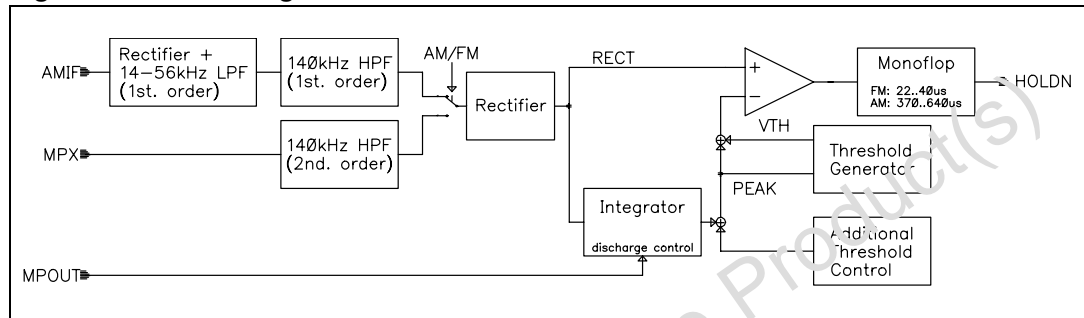 AMIF
Rectifier +
14–56kHz LPF
(1st. order)
140kHz HPF
(1st. order)
AM/FM
Rectifier
RECT
+
−
Monoflop
FM: 22..40us
AM: 370..640us
HOLDN
MPX
140kHz HPF
(2nd. order)
VTH
Threshold
Generator
PEAK
Integrator
discharge control
Additional
Threshold
Control
MPOUT
Product(s)